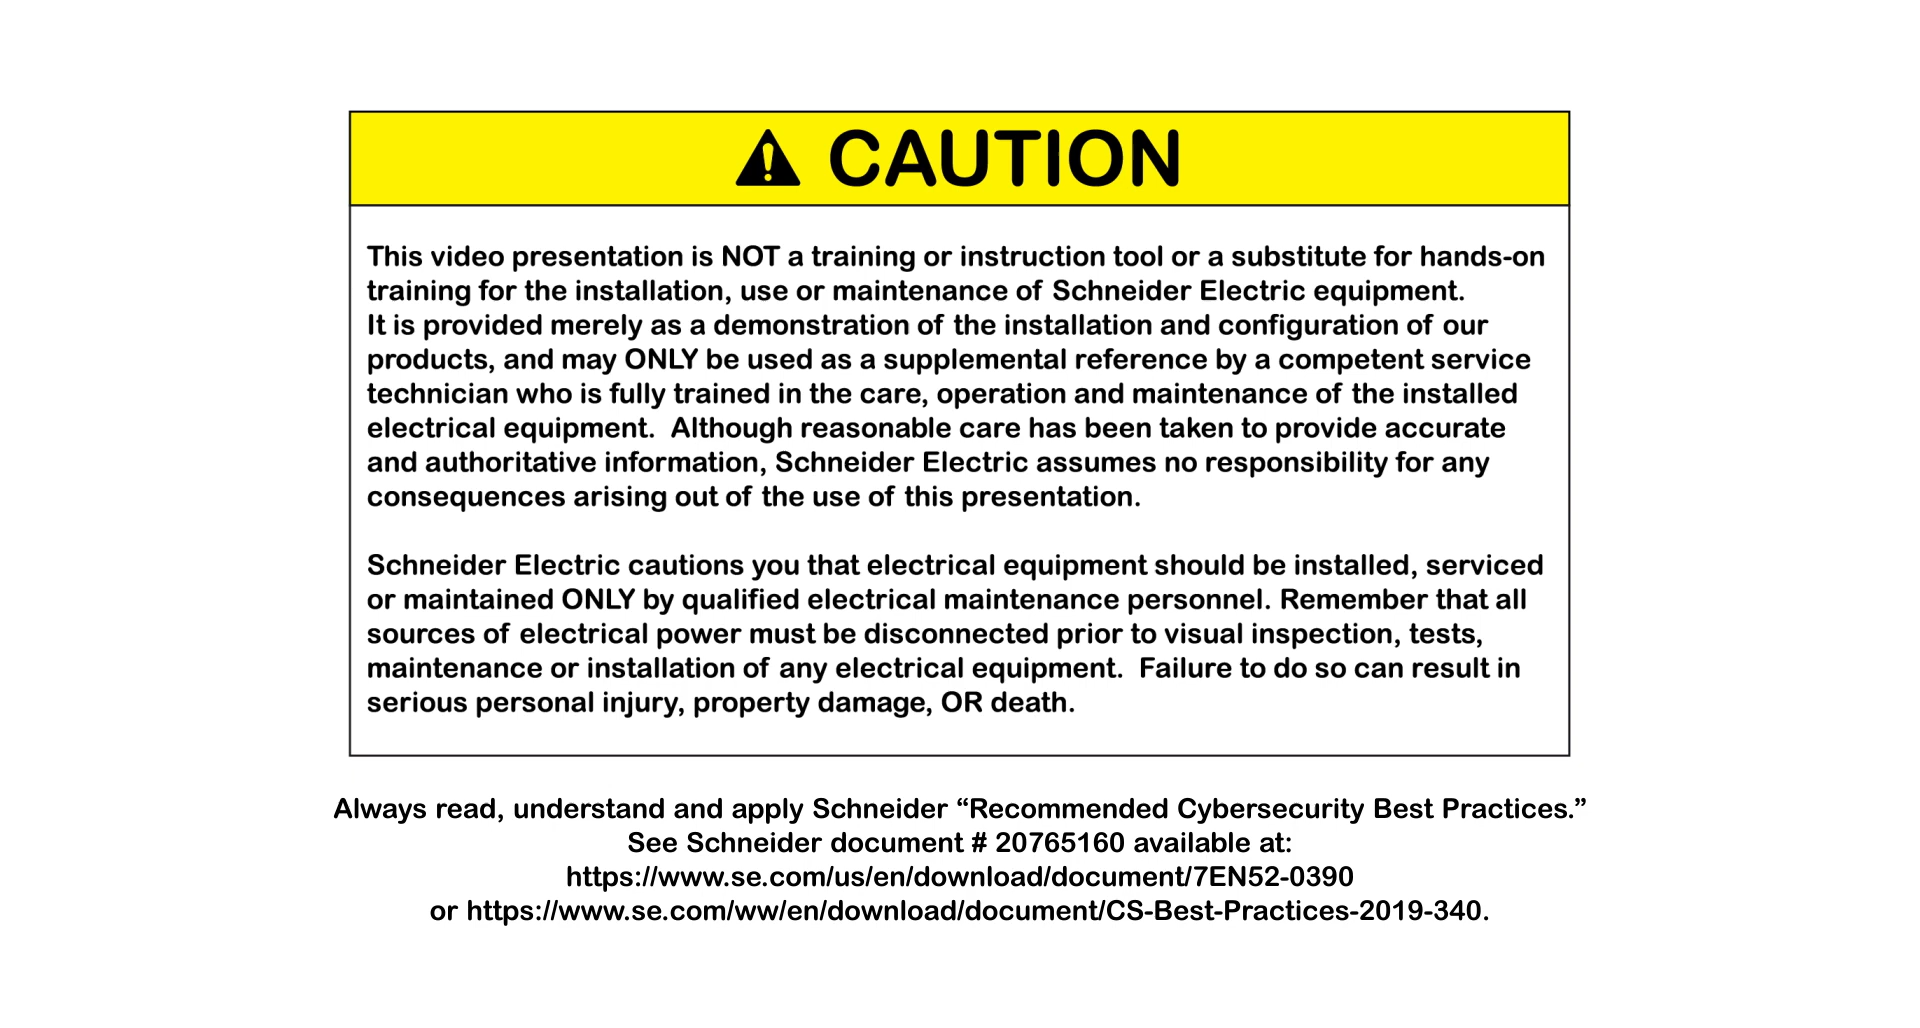 CAUTION
This video presentation is NOT a training or instruction tool or a substitute for hands-on
training for the installation, use or maintenance of Schneider Electric equipment.
It is provided merely as a demonstration of the installation and configuration of our
products, and may ONLY be used as a supplemental reference by a competent service
technician who is fully trained in the care, operation and maintenance of the installed
electrical equipment.  Although reasonable care has been taken to provide accurate
and authoritative information, Schneider Electric assumes no responsibility for any
consequences arising out of the use of this presentation.
Schneider Electric cautions you that electrical equipment should be installed, serviced
or maintained ONLY by qualified electrical maintenance personnel. Remember that all
sources of electrical power must be disconnected prior to visual inspection, tests,
maintenance or installation of any electrical equipment.  Failure to do so can result in
serious personal injury, property damage, OR death.
Always read, understand and apply Schneider “Recommended Cybersecurity Best Practices.”
See Schneider document # 20765160 available at:
https://www.se.com/us/en/download/document/7EN52-0390
or https://www.se.com/ww/en/download/document/CS-Best-Practices-2019-340.